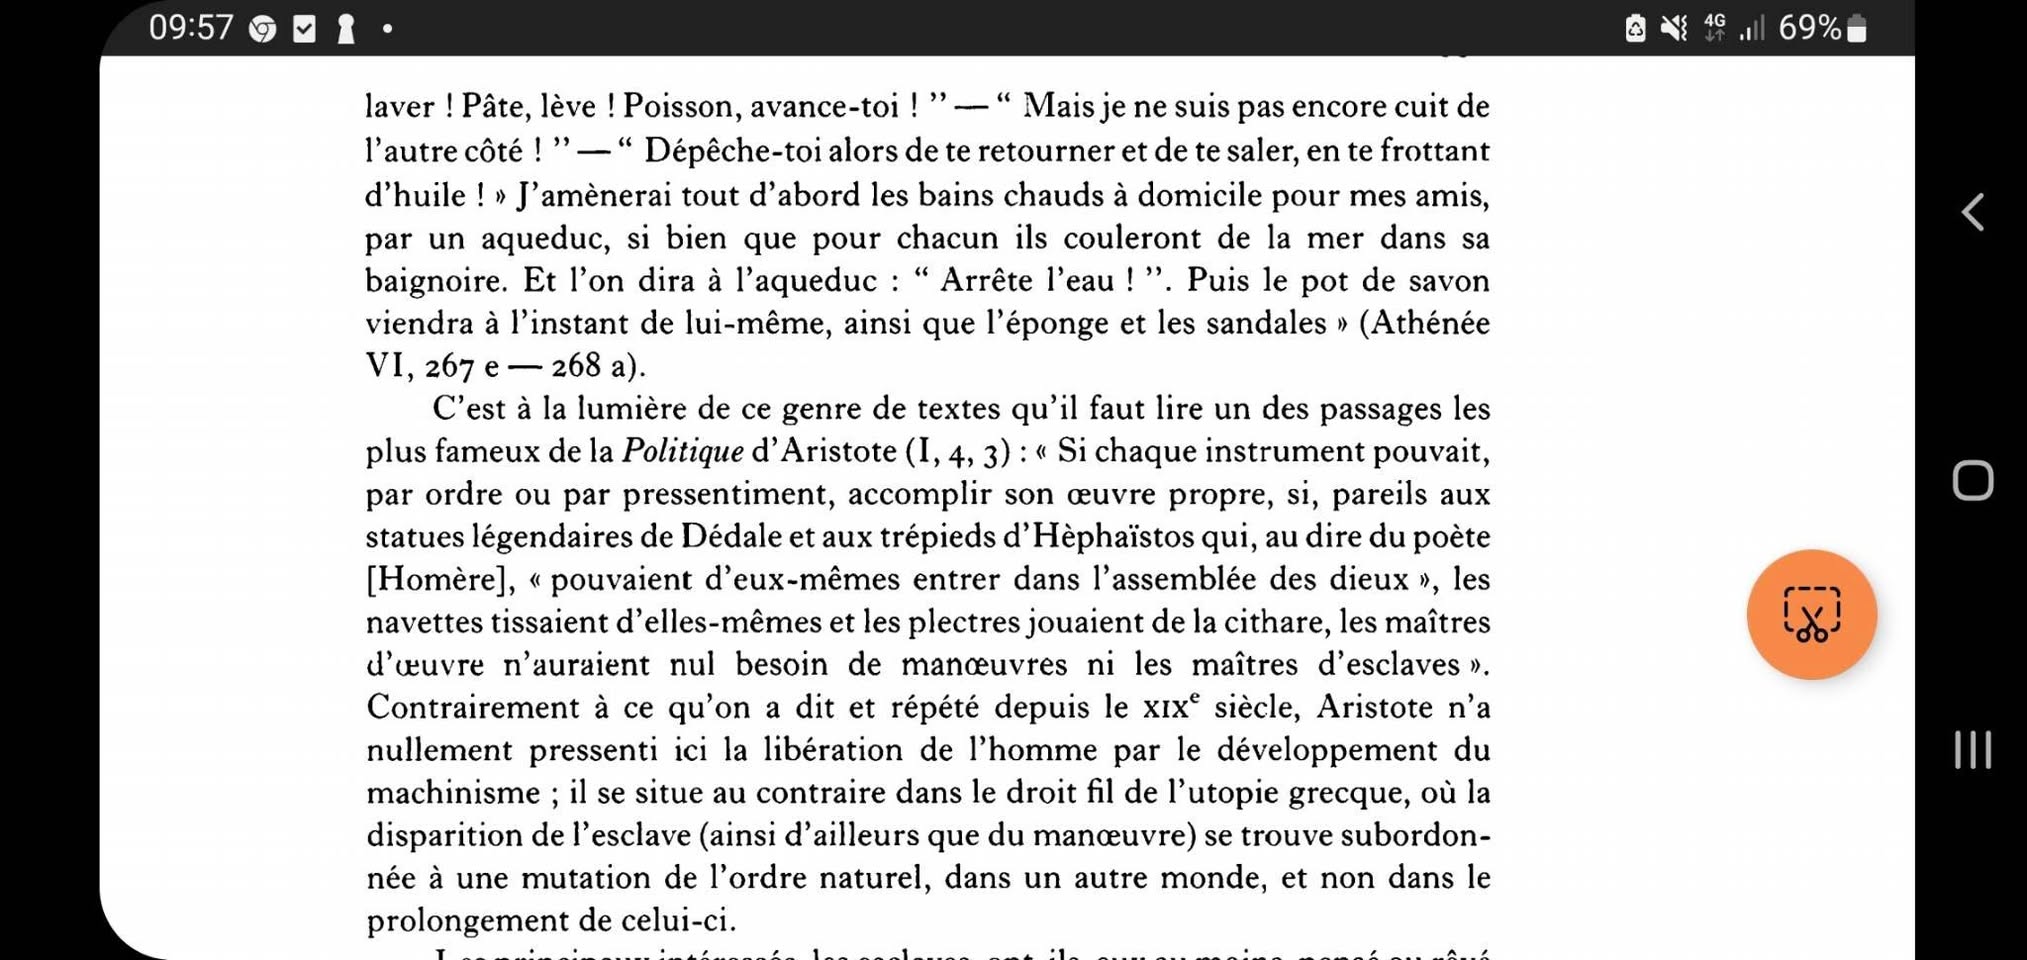 09:57
4G 69%
laver ! Pâte, lève ! Poisson, avance-toi ! ’’ — “ Mais je ne suis pas encore cuit de
l’autre côté ! ’’ — “ Dépêche-toi alors de te retourner et de te saler, en te frottant
d’huile ! » J’amènerai tout d’abord les bains chauds à domicile pour mes amis,
par un aqueduc, si bien que pour chacun ils couleront de la mer dans sa
baignoire. Et l’on dira à l’aqueduc : “ Arrête l’eau ! ’’. Puis le pot de savon
viendra à l’instant de lui-même, ainsi que l’éponge et les sandales » (Athénée
VI, 267 e — 268 a).
C’est à la lumière de ce genre de textes qu’il faut lire un des passages les
plus fameux de la Politique d’Aristote (I, 4, 3) : « Si chaque instrument pouvait,
par ordre ou par pressentiment, accomplir son œuvre propre, si, pareils aux
statues légendaires de Dédale et aux trépieds d’Hèphaïstos qui, au dire du poète
[Homère], « pouvaient d’eux-mêmes entrer dans l’assemblée des dieux », les
navettes tissaient d’elles-mêmes et les plectres jouaient de la cithare, les maîtres
d’œuvre n’auraient nul besoin de manœuvres ni les maîtres d’esclaves ».
Contrairement à ce qu’on a dit et répété depuis le XIXe siècle, Aristote n’a
nullement pressenti ici la libération de l’homme par le développement du
machinisme ; il se situe au contraire dans le droit fil de l’utopie grecque, où la
disparition de l’esclave (ainsi d’ailleurs que du manœuvre) se trouve subordon-
née à une mutation de l’ordre naturel, dans un autre monde, et non dans le
prolongement de celui-ci.